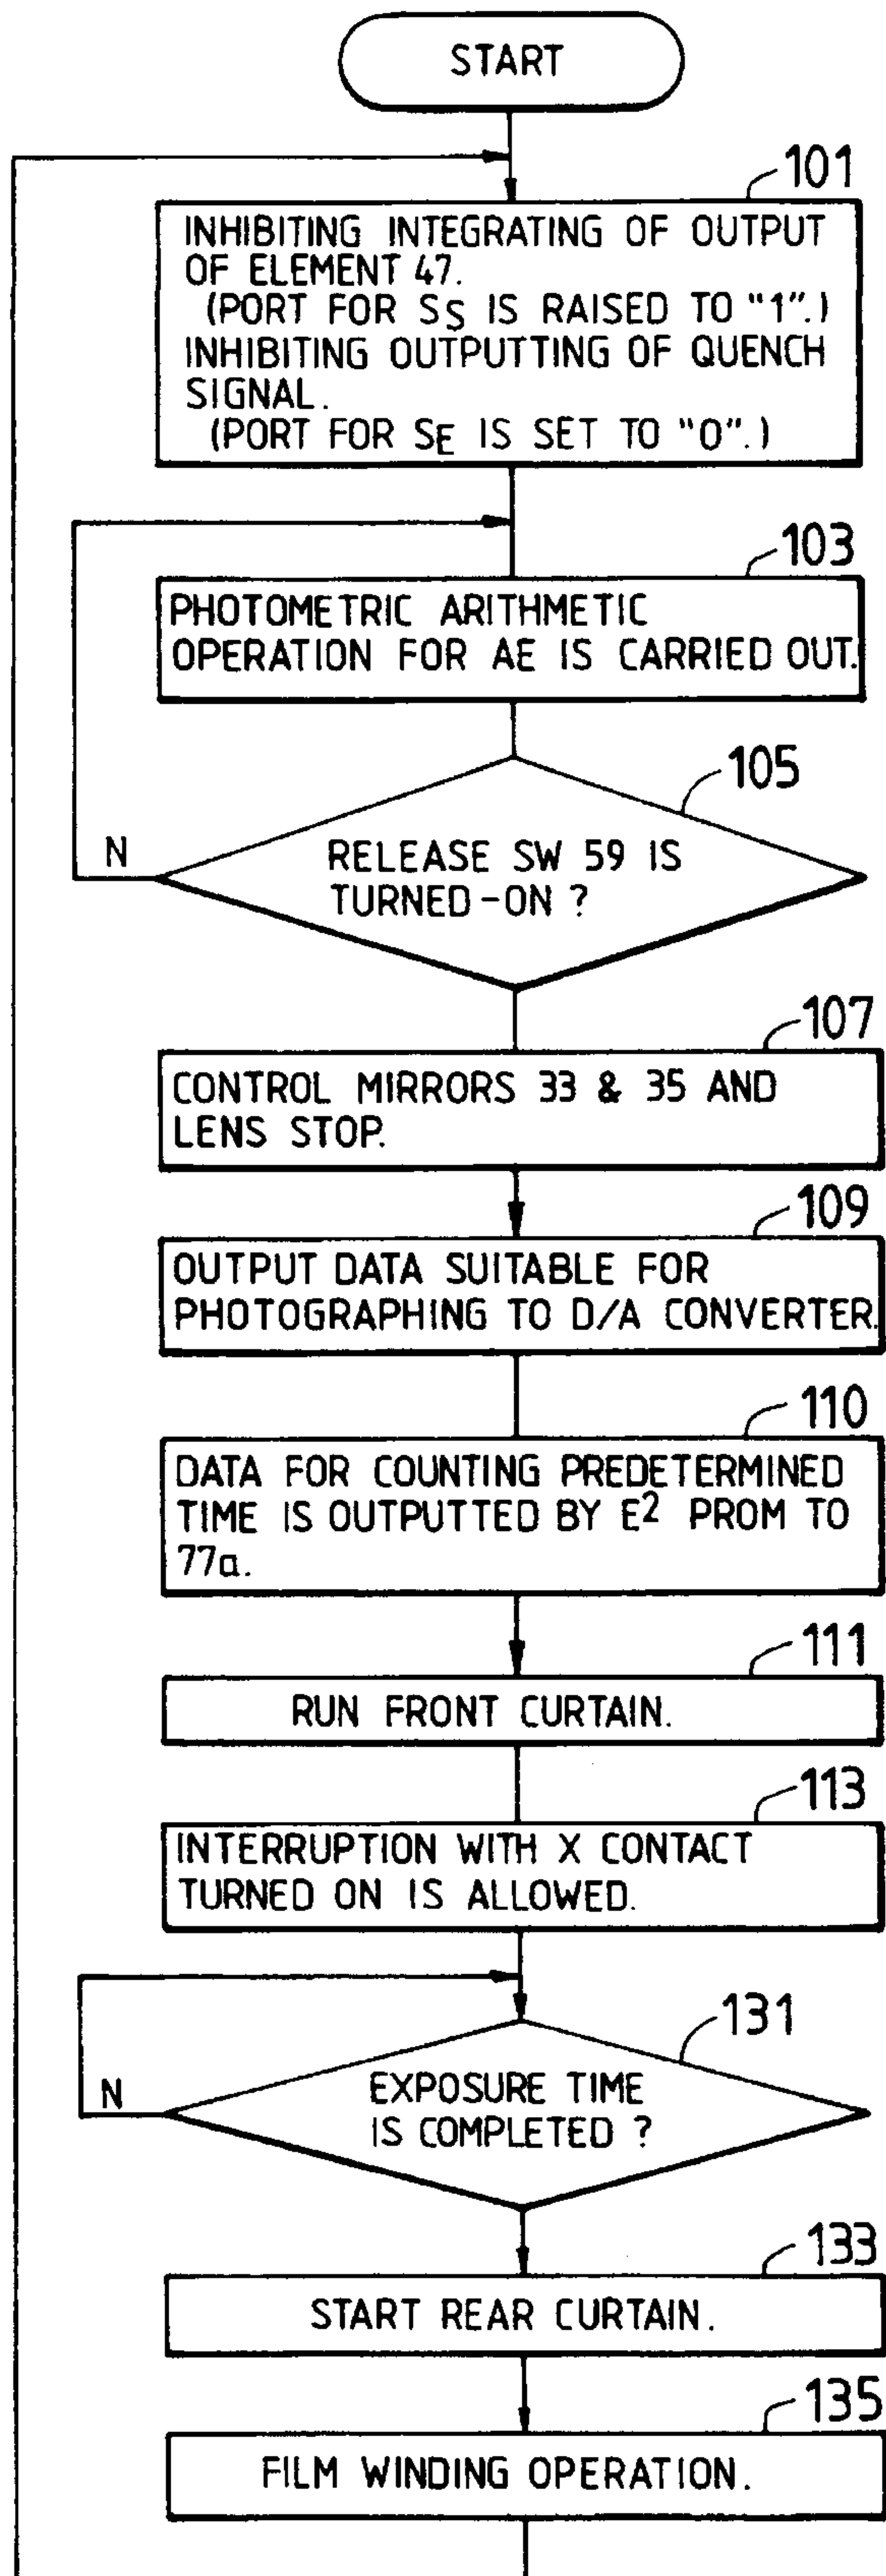 START
101
INHIBITING INTEGRATING OF OUTPUT
OF ELEMENT 47.
(PORT FOR SS IS RAISED TO "1".)
INHIBITING OUTPUTTING OF QUENCH
SIGNAL.
(PORT FOR SE IS SET TO "0".)
103
PHOTOMETRIC ARITHMETIC
OPERATION FOR AE IS CARRIED OUT.
105
N
RELEASE SW 59 IS
TURNED-ON ?
107
CONTROL MIRRORS 33 & 35 AND
LENS STOP.
109
OUTPUT DATA SUITABLE FOR
PHOTOGRAPHING TO D/A CONVERTER.
110
DATA FOR COUNTING PREDETERMINED
TIME IS OUTPUTTED BY E2 PROM TO
77a.
111
RUN FRONT CURTAIN.
113
INTERRUPTION WITH X CONTACT
TURNED ON IS ALLOWED.
131
N
EXPOSURE TIME
IS COMPLETED ?
133
START REAR CURTAIN.
135
FILM WINDING OPERATION.